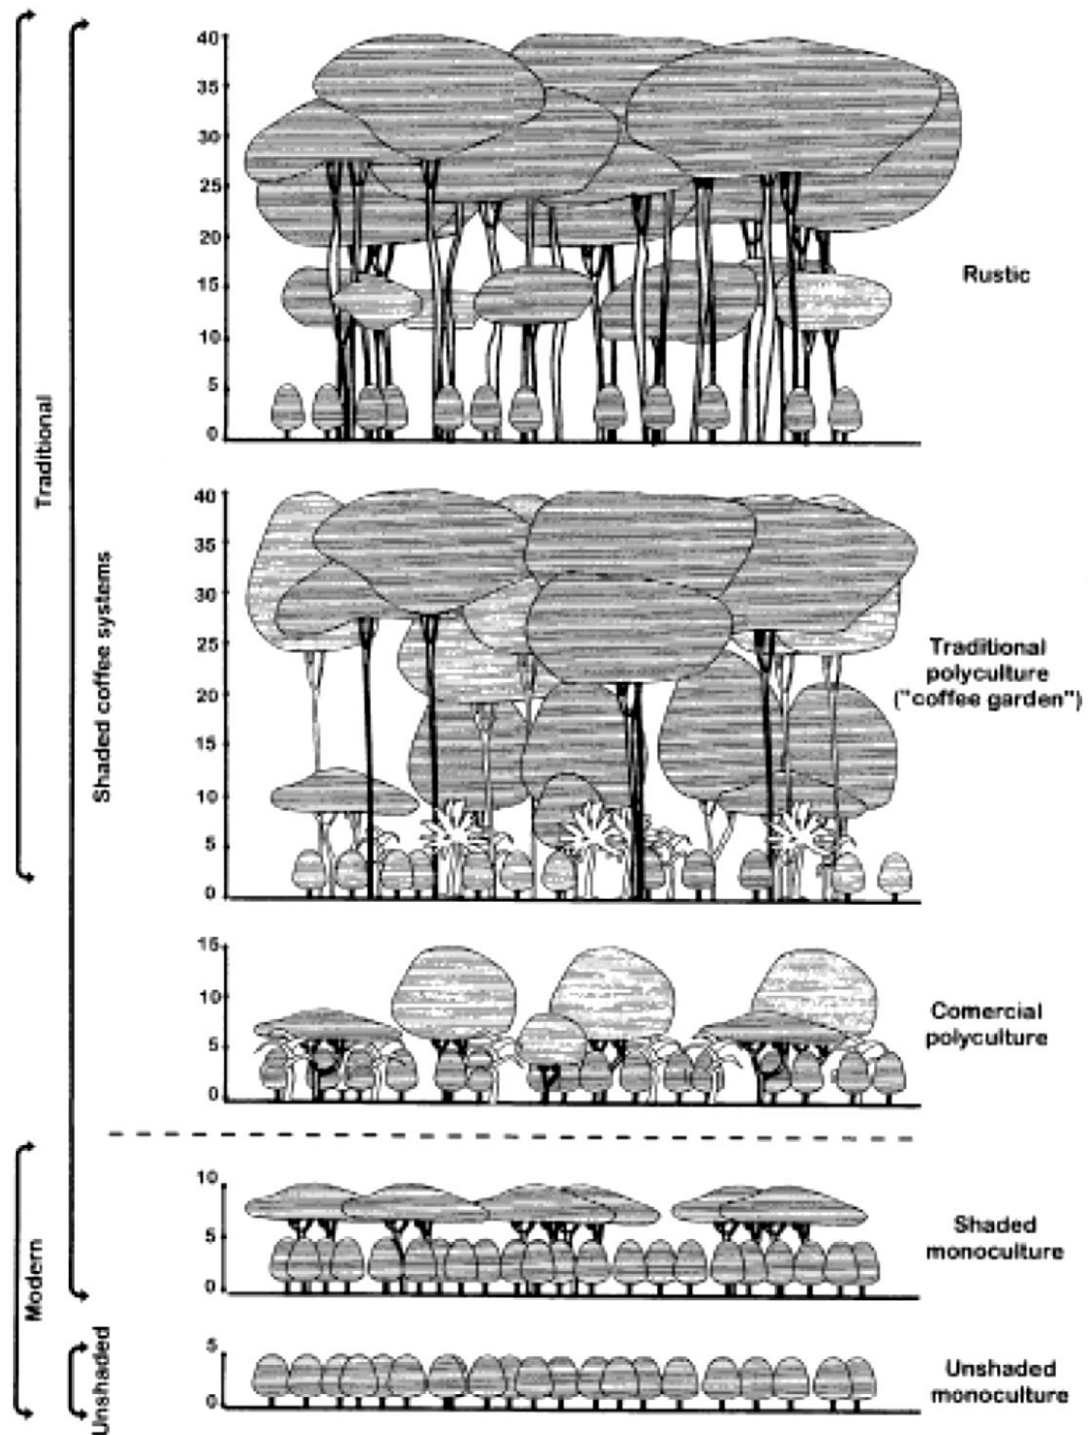 Traditional
Shaded coffee systems
Modern
Unshaded
40
35
30
25
20
15
10
5
0
Rustic
40
35
30
25
20
15
10
5
0
Traditional
polyculture
("coffee garden")
15
10
5
0
Comercial
polyculture
10
5
0
Shaded
monoculture
5
0
Unshaded
monoculture